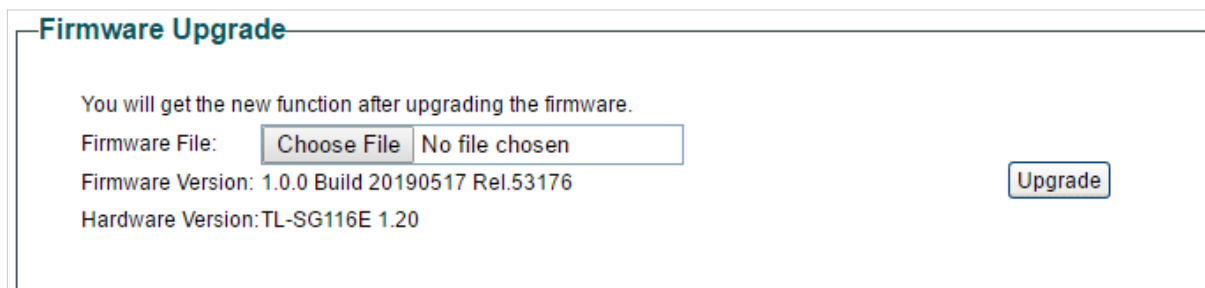 Firmware Upgrade
You will get the new function after upgrading the firmware.
Firmware File: Choose File No file chosen
Firmware Version: 1.0.0 Build 20190517 Rel.53176
Upgrade
Hardware Version:TL-SG116E 1.20